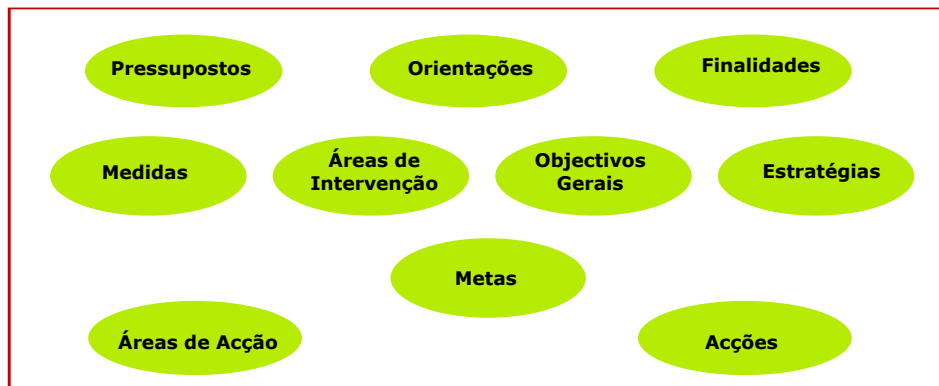 Pressupostos
Orientações
Finalidades
Medidas
Áreas de
Intervenção
Objectivos
Gerais
Estratégias
Metas
Áreas de Acção
Acções